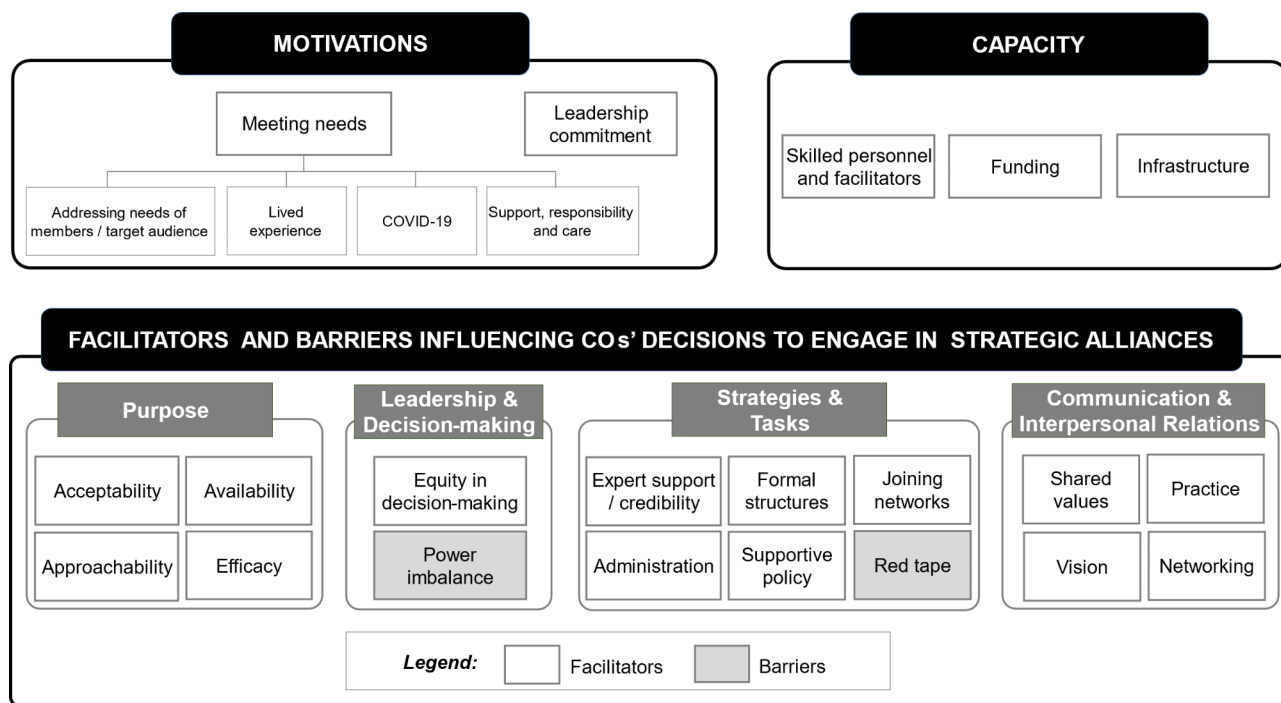 MOTIVATIONS
Meeting needs
Leadership
commitment
Addressing needs of
members / target audience
Lived
experience
COVID-19
Support, responsibility
and care
CAPACITY
Skilled personnel
and facilitators
Funding
Infrastructure
FACILITATORS AND BARRIERS INFLUENCING COs' DECISIONS TO ENGAGE IN STRATEGIC ALLIANCES
Purpose
Acceptability
Availability
Approachability
Efficacy
Leadership &
Decision-making
Equity in
decision-making
Power
imbalance
Strategies &
Tasks
Expert support
/ credibility
Formal
structures
Joining
networks
Administration
Supportive
policy
Red tape
Communication &
Interpersonal Relations
Shared
values
Practice
Vision
Networking
Legend:
Facilitators
Barriers